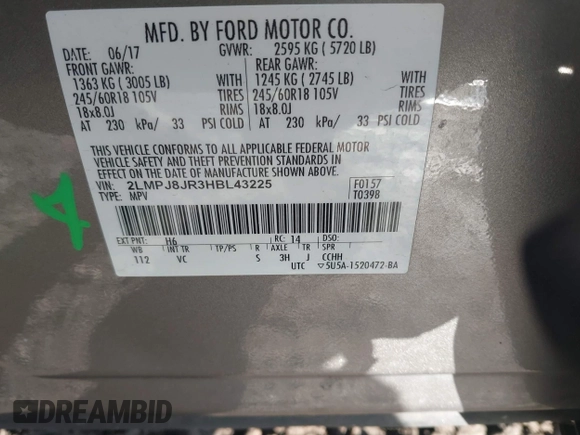 MFD. BY FORD MOTOR CO.
DATE: 06/17 GVWR: 2595 KG ( 5720 LB)
FRONT GAWR: REAR GAWR:
1363 KG ( 3005 LB) WITH 1245 KG ( 2745 LB) WITH
245/60R18 105V TIRES 245/60R18 105V TIRES
18x8.0J RIMS 18x8.0J RIMS
AT 230 kPa/ 33 PSI COLD AT 230 kPa/ 33 PSI COLD
THIS VEHICLE CONFORMS TO ALL APPLICABLE FEDERAL MOTOR
VEHICLE SAFETY AND THEFT PREVENTION STANDARDS IN
EFFECT ON THE DATE OF MANUFACTURE SHOWN ABOVE.
VIN: 2LMPJ8JR3HBL43225 F0157
TYPE: MPV T0398
EXT PNT: H6 RC: 14 DSO:
WB INT TR TP/PS R AXLE TR SPR
112 VC S 3H J CCHH
UTC ▽5U5A-1520472-BA
4
DREAMBID